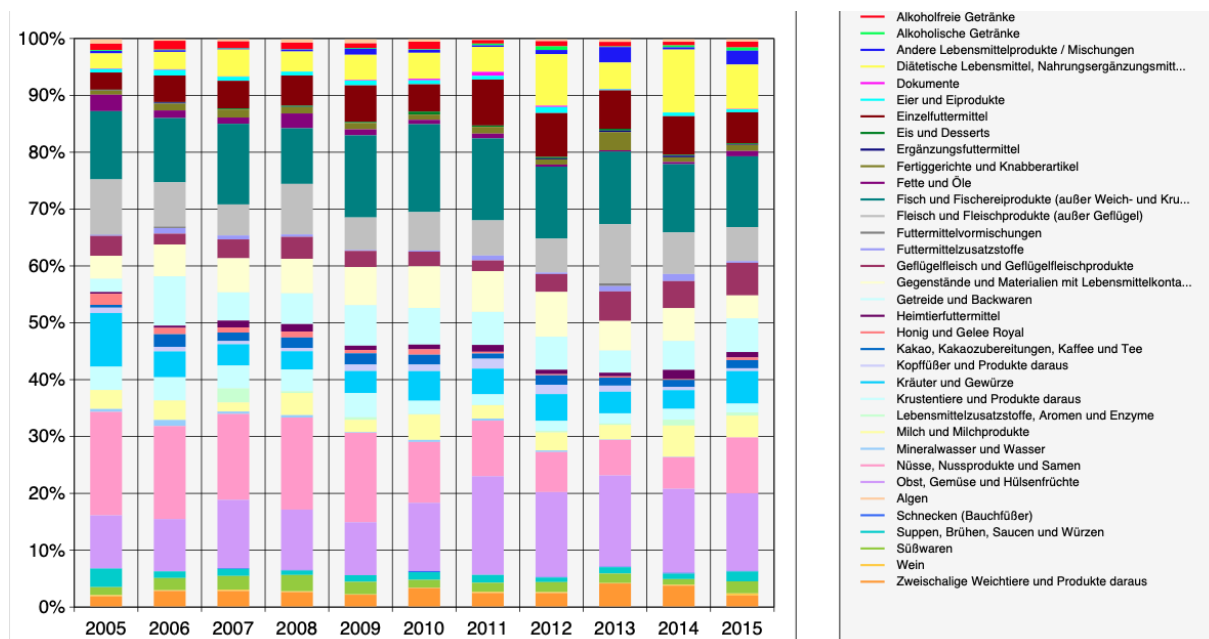 100%
90%
80%
70%
60%
50%
40%
30%
20%
10%
0%
2005 2006 2007 2008 2009 2010 2011 2012 2013 2014 2015
Alkoholfreie Getränke
Alkoholische Getränke
Andere Lebensmittelprodukte / Mischungen
Diätetische Lebensmittel, Nahrungsergänzungsmitt...
Dokumente
Eier und Eiprodukte
Einzelfuttermittel
Eis und Desserts
Ergänzungsfuttermittel
Fertiggerichte und Knabberartikel
Fette und Öle
Fisch und Fischereiprodukte (außer Weich- und Kru...
Fleisch und Fleischprodukte (außer Geflügel)
Futtermittelvormischungen
Futtermittelzusatzstoffe
Geflügelfleisch und Geflügelfleischprodukte
Gegenstände und Materialien mit Lebensmittelkonta...
Getreide und Backwaren
Heimtierfuttermittel
Honig und Gelee Royal
Kakao, Kakaozubereitungen, Kaffee und Tee
Kopffüßer und Produkte daraus
Kräuter und Gewürze
Krustentiere und Produkte daraus
Lebensmittelzusatzstoffe, Aromen und Enzyme
Milch und Milchprodukte
Mineralwasser und Wasser
Nüsse, Nussprodukte und Samen
Obst, Gemüse und Hülsenfrüchte
Algen
Schnecken (Bauchfüßer)
Suppen, Brühen, Saucen und Würzen
Süßwaren
Wein
Zweischalige Weichtiere und Produkte daraus